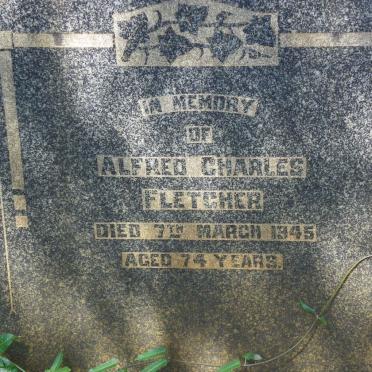 IN MEMORY
OF
ALFRED CHARLES
FLETCHER
DIED 7TH MARCH 1945
AGED 74 YEARS.